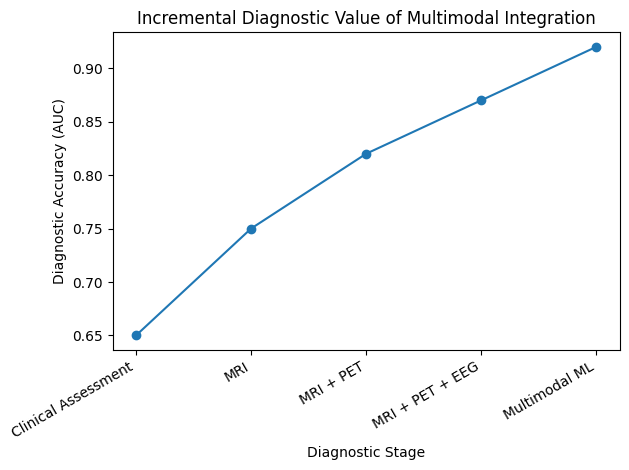 Incremental Diagnostic Value of Multimodal Integration
Diagnostic Accuracy (AUC)
0.90
0.85
0.80
0.75
0.70
0.65
Clinical Assessment
MRI
MRI + PET
MRI + PET + EEG
Multimodal ML
Diagnostic Stage